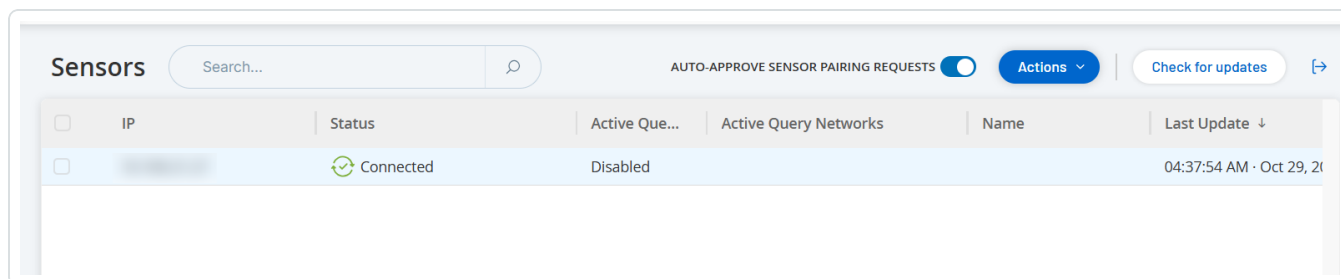 Sensors
Search...
AUTO-APPROVE SENSOR PAIRING REQUESTS
Actions
Check for updates
IP Status Active Que... Active Query Networks Name Last Update ↓
Connected Disabled 04:37:54 AM · Oct 29, 20